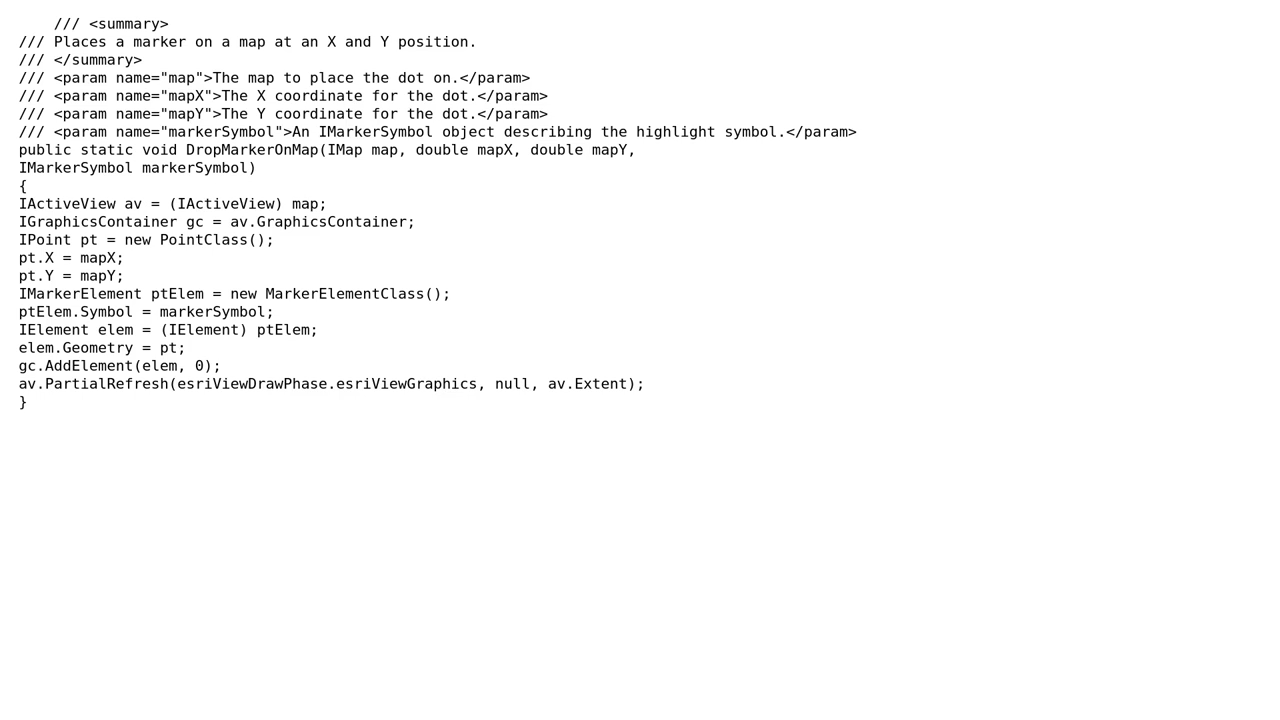 /// <summary>
/// Places a marker on a map at an X and Y position.
/// </summary>
/// <param name="map">The map to place the dot on.</param>
/// <param name="mapX">The X coordinate for the dot.</param>
/// <param name="mapY">The Y coordinate for the dot.</param>
/// <param name="markerSymbol">An IMarkerSymbol object describing the highlight symbol.</param>
public static void DropMarkerOnMap(IMap map, double mapX, double mapY,
IMarkerSymbol markerSymbol)
{
IActiveView av = (IActiveView) map;
IGraphicsContainer gc = av.GraphicsContainer;
IPoint pt = new PointClass();
pt.X = mapX;
pt.Y = mapY;
IMarkerElement ptElem = new MarkerElementClass();
ptElem.Symbol = markerSymbol;
IElement elem = (IElement) ptElem;
elem.Geometry = pt;
gc.AddElement(elem, 0);
av.PartialRefresh(esriViewDrawPhase.esriViewGraphics, null, av.Extent);
}